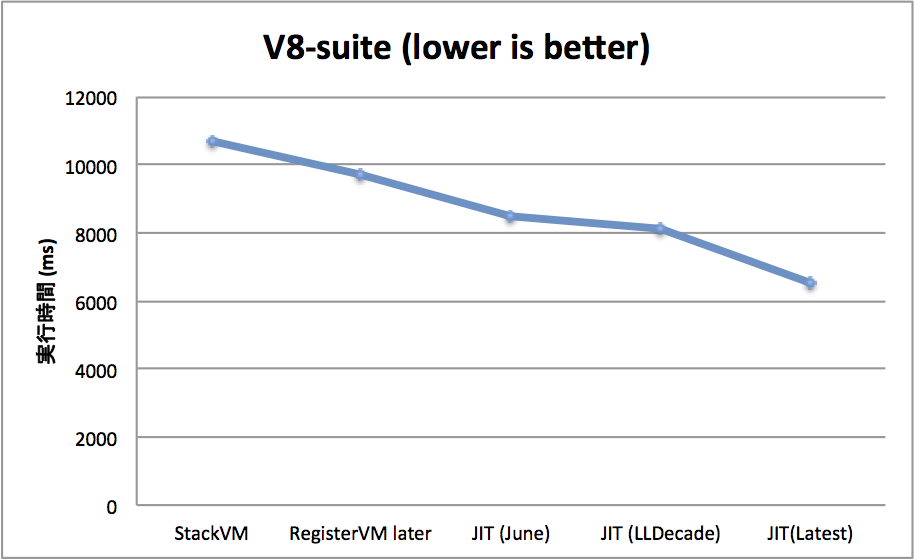 V8-suite (lower is better)
12000
10000
8000
6000
4000
2000
0
実行時間 (ms)
StackVM
RegisterVM later
JIT (June)
JIT (LLDecade)
JIT(Latest)